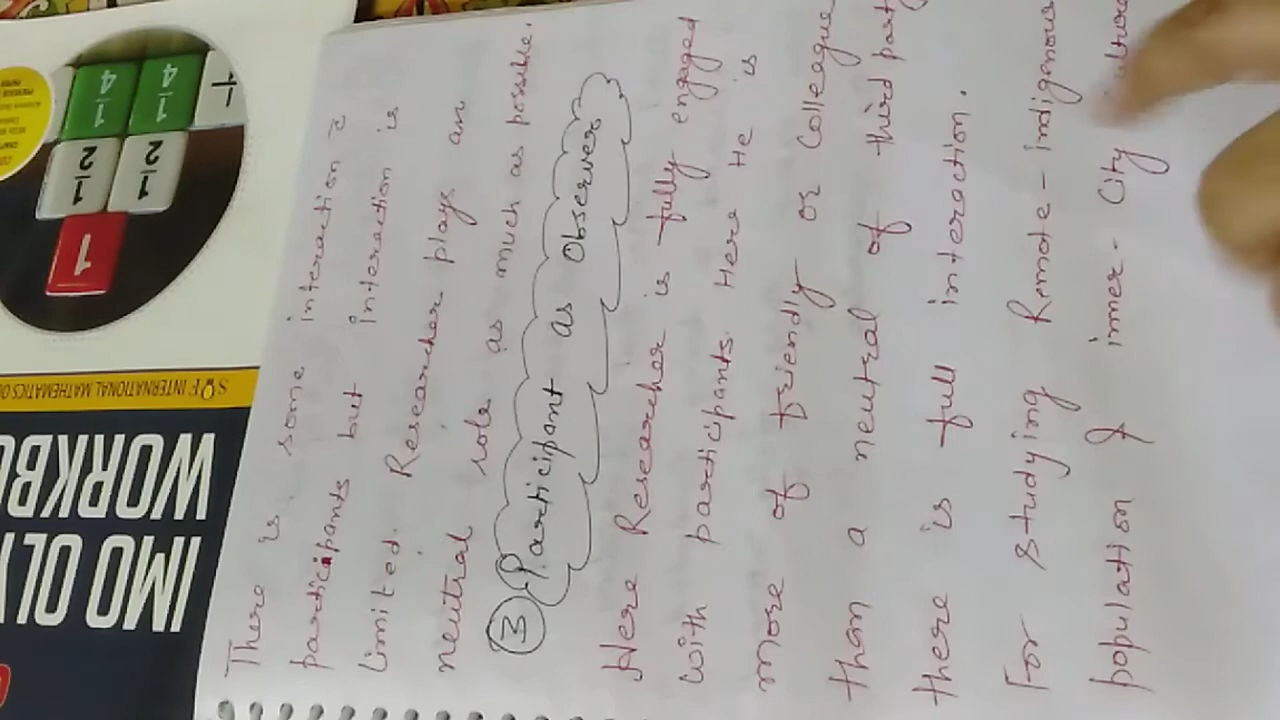 There is some interaction c̄
participants but interaction is
limited. Researcher plays an
neutral role as much as possible.
3 Participant as Observer
Here Researcher is fully engaged
with participants. Here He is
more of friendly or Colleague
than a neutral of third party
there is full interaction.
For studying Remote-indigenous
population & inner-City
IMO OLY
WORKBO
SOF INTERNATIONAL MATHEMATICS O
1
1/2 1/2
1/4 1/4